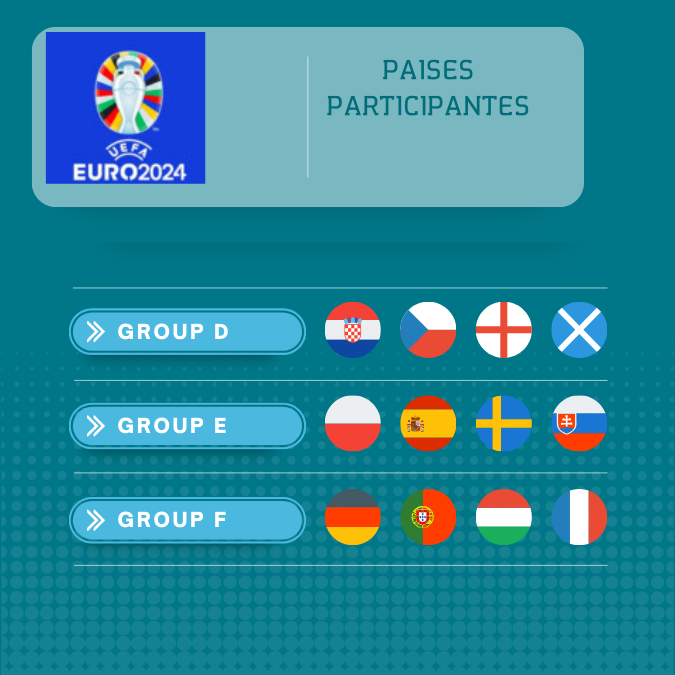 PAISES
PARTICIPANTES
UEFA
EURO2024
GROUP D
GROUP E
GROUP F